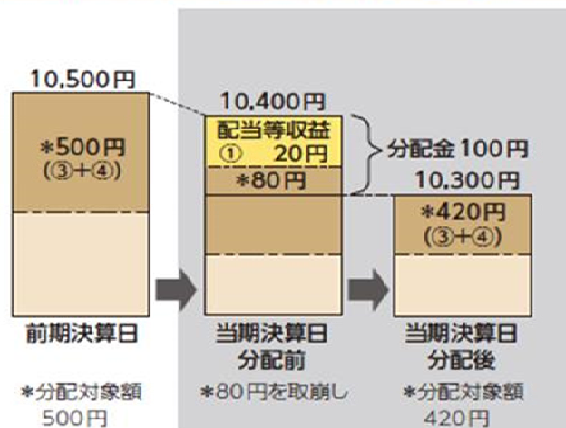 10,500円
*500円
(③+④)
前期決算日
*分配対象額
500円
10,400円
配当等収益
① 20円
*80円
分配金100円
当期決算日
分配前
*80円を取崩し
10,300円
*420円
(③+④)
当期決算日
分配後
*分配対象額
420円